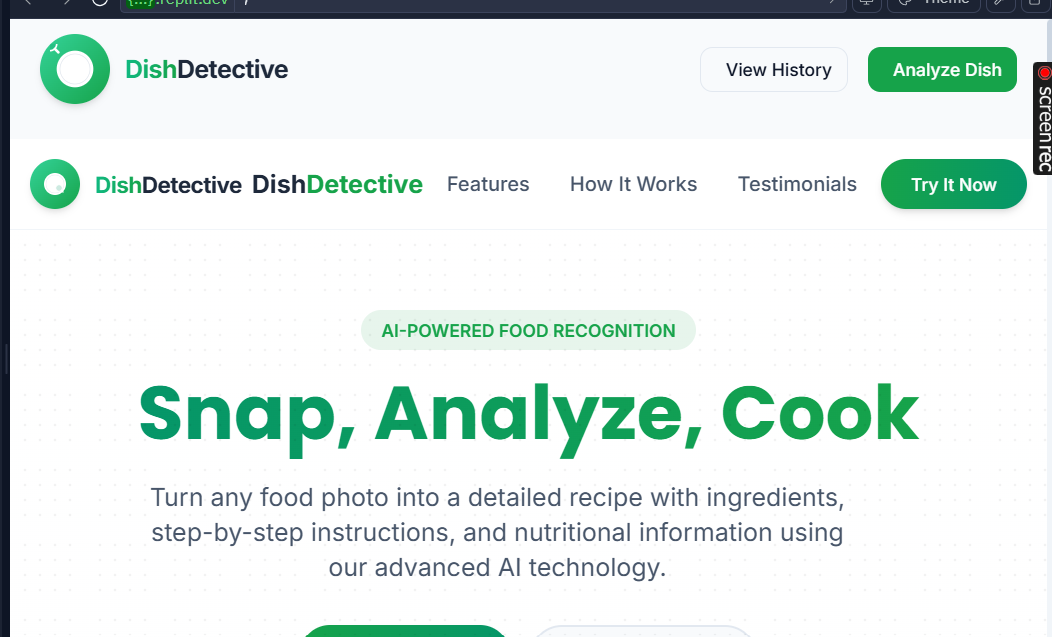 {...}.replit.dev /
Theme
DishDetective
View History
Analyze Dish
screenrec
DishDetective DishDetective Features How It Works Testimonials Try It Now
AI-POWERED FOOD RECOGNITION
Snap, Analyze, Cook
Turn any food photo into a detailed recipe with ingredients,
step-by-step instructions, and nutritional information using
our advanced AI technology.